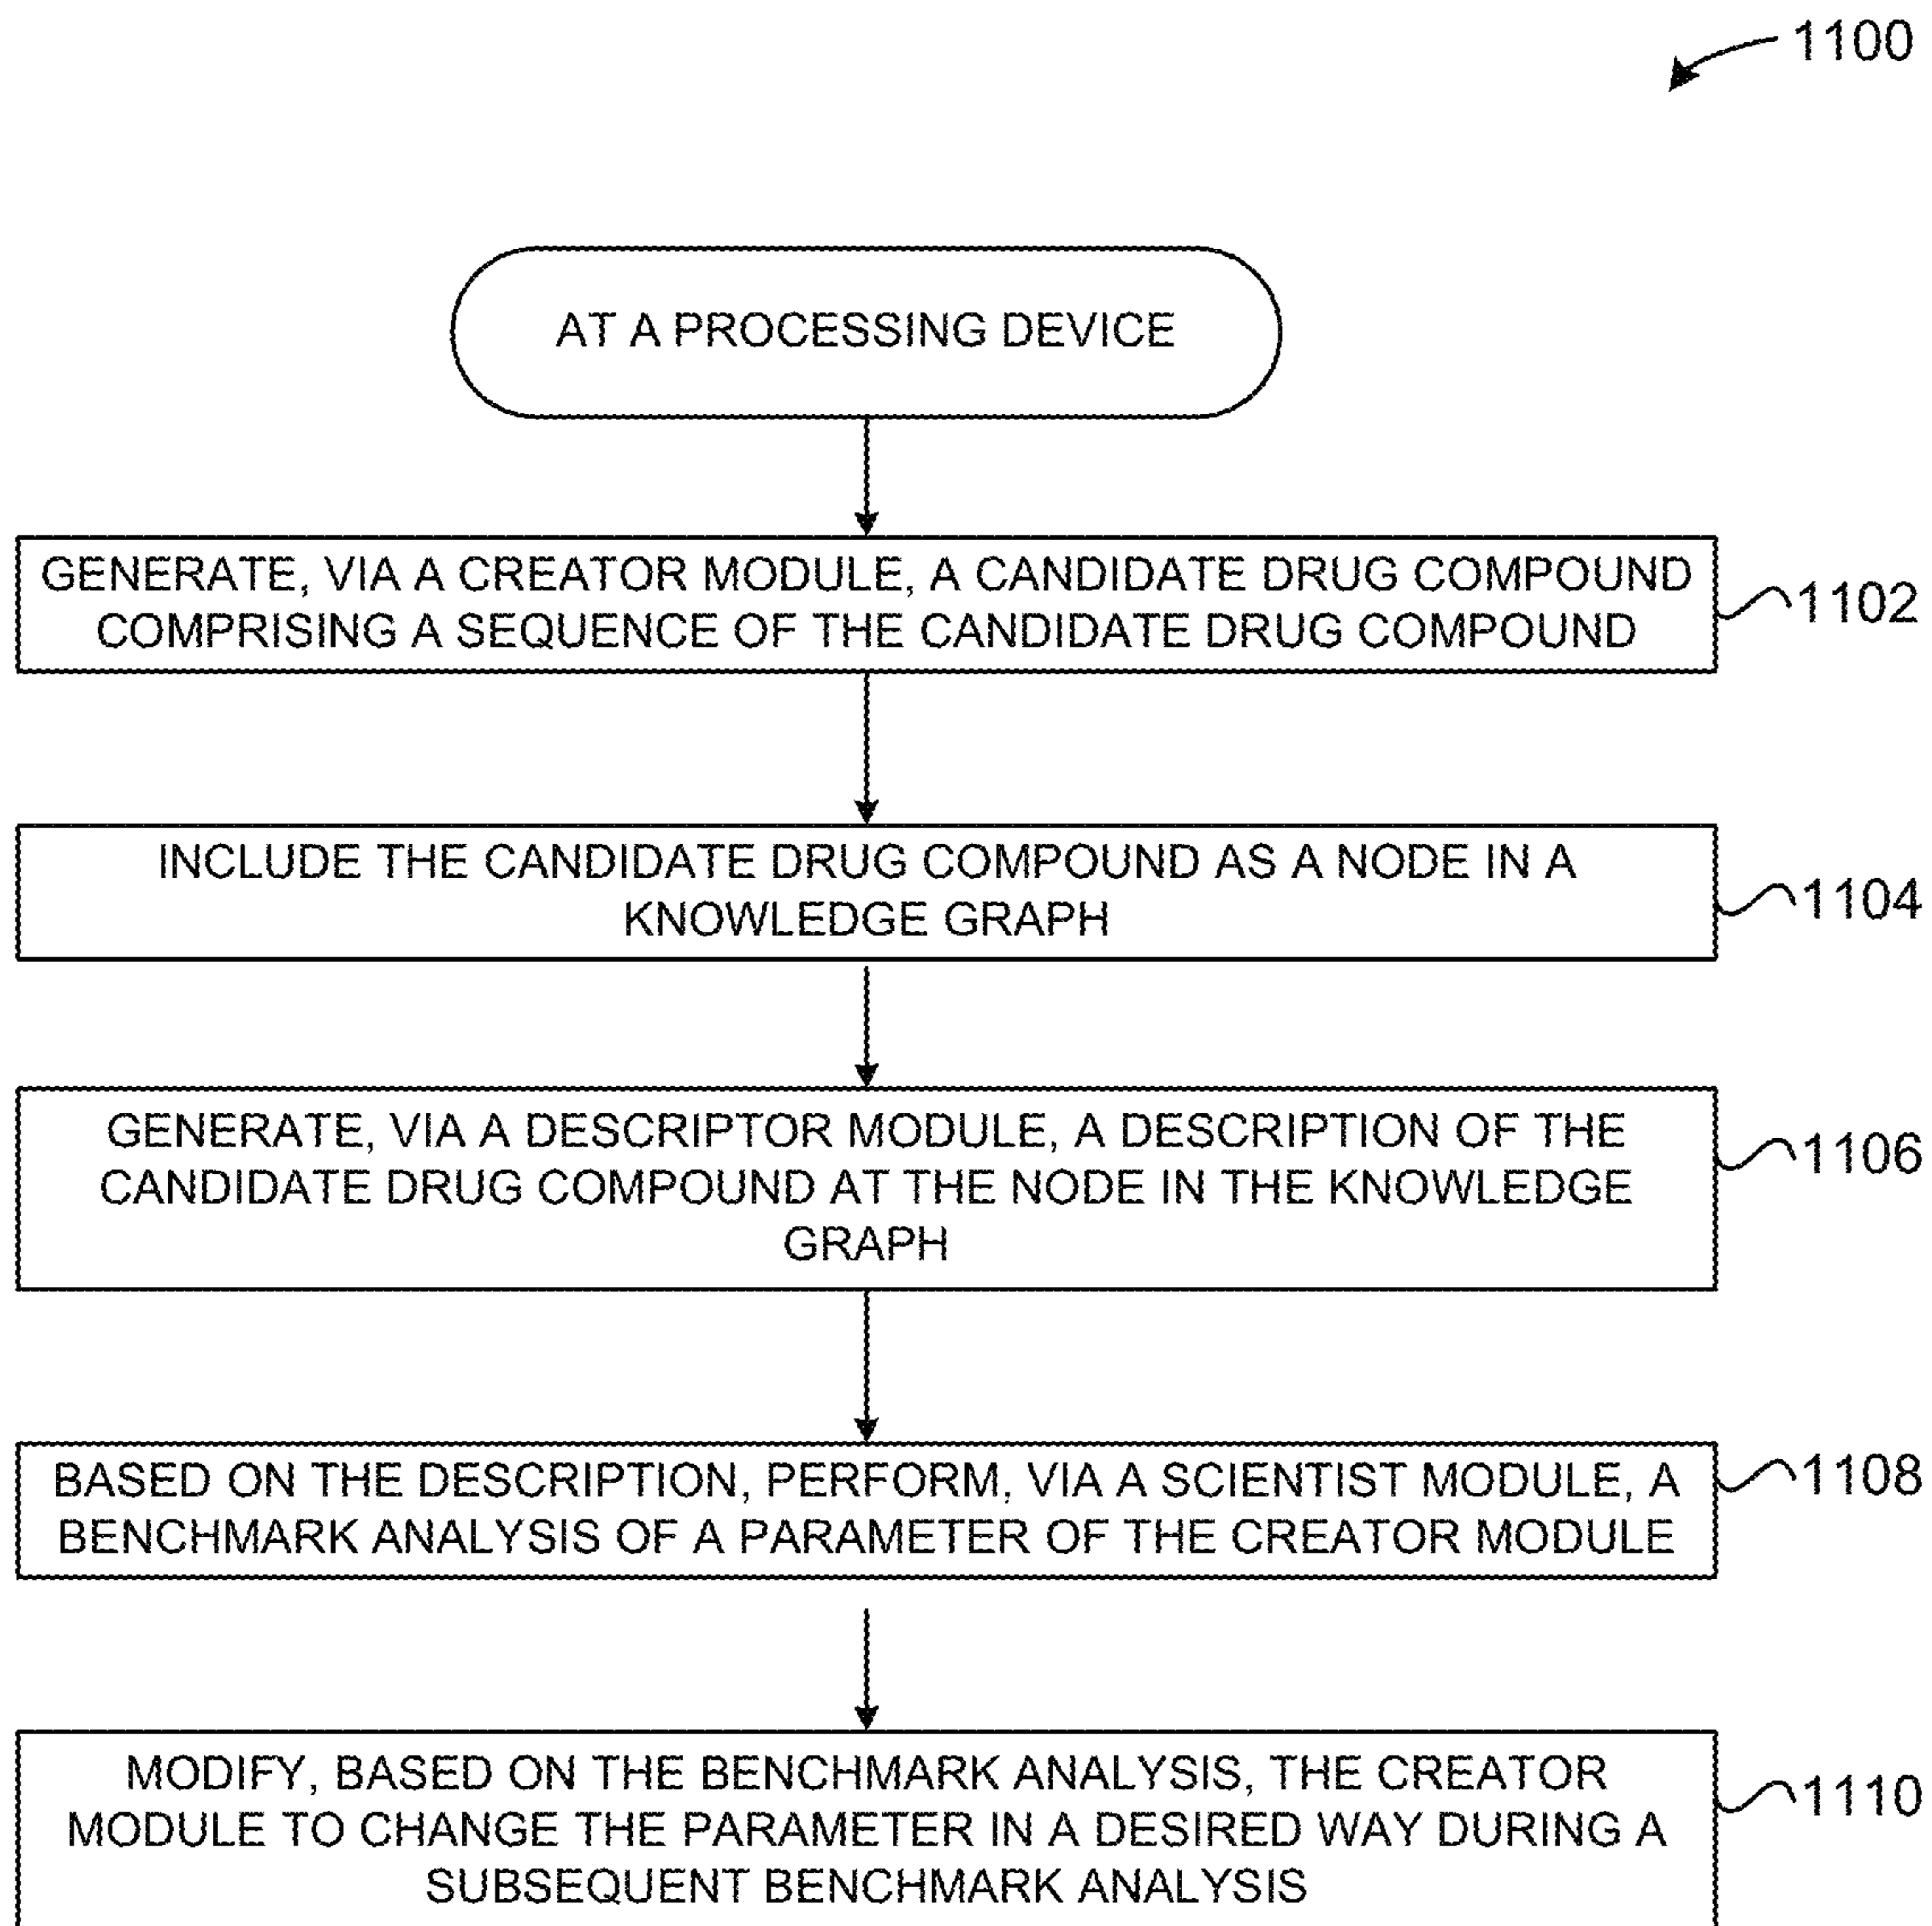 1100
AT A PROCESSING DEVICE
GENERATE, VIA A CREATOR MODULE, A CANDIDATE DRUG COMPOUND
COMPRISING A SEQUENCE OF THE CANDIDATE DRUG COMPOUND
1102
INCLUDE THE CANDIDATE DRUG COMPOUND AS A NODE IN A
KNOWLEDGE GRAPH
1104
GENERATE, VIA A DESCRIPTOR MODULE, A DESCRIPTION OF THE
CANDIDATE DRUG COMPOUND AT THE NODE IN THE KNOWLEDGE
GRAPH
1106
BASED ON THE DESCRIPTION, PERFORM, VIA A SCIENTIST MODULE, A
BENCHMARK ANALYSIS OF A PARAMETER OF THE CREATOR MODULE
1108
MODIFY, BASED ON THE BENCHMARK ANALYSIS, THE CREATOR
MODULE TO CHANGE THE PARAMETER IN A DESIRED WAY DURING A
SUBSEQUENT BENCHMARK ANALYSIS
1110